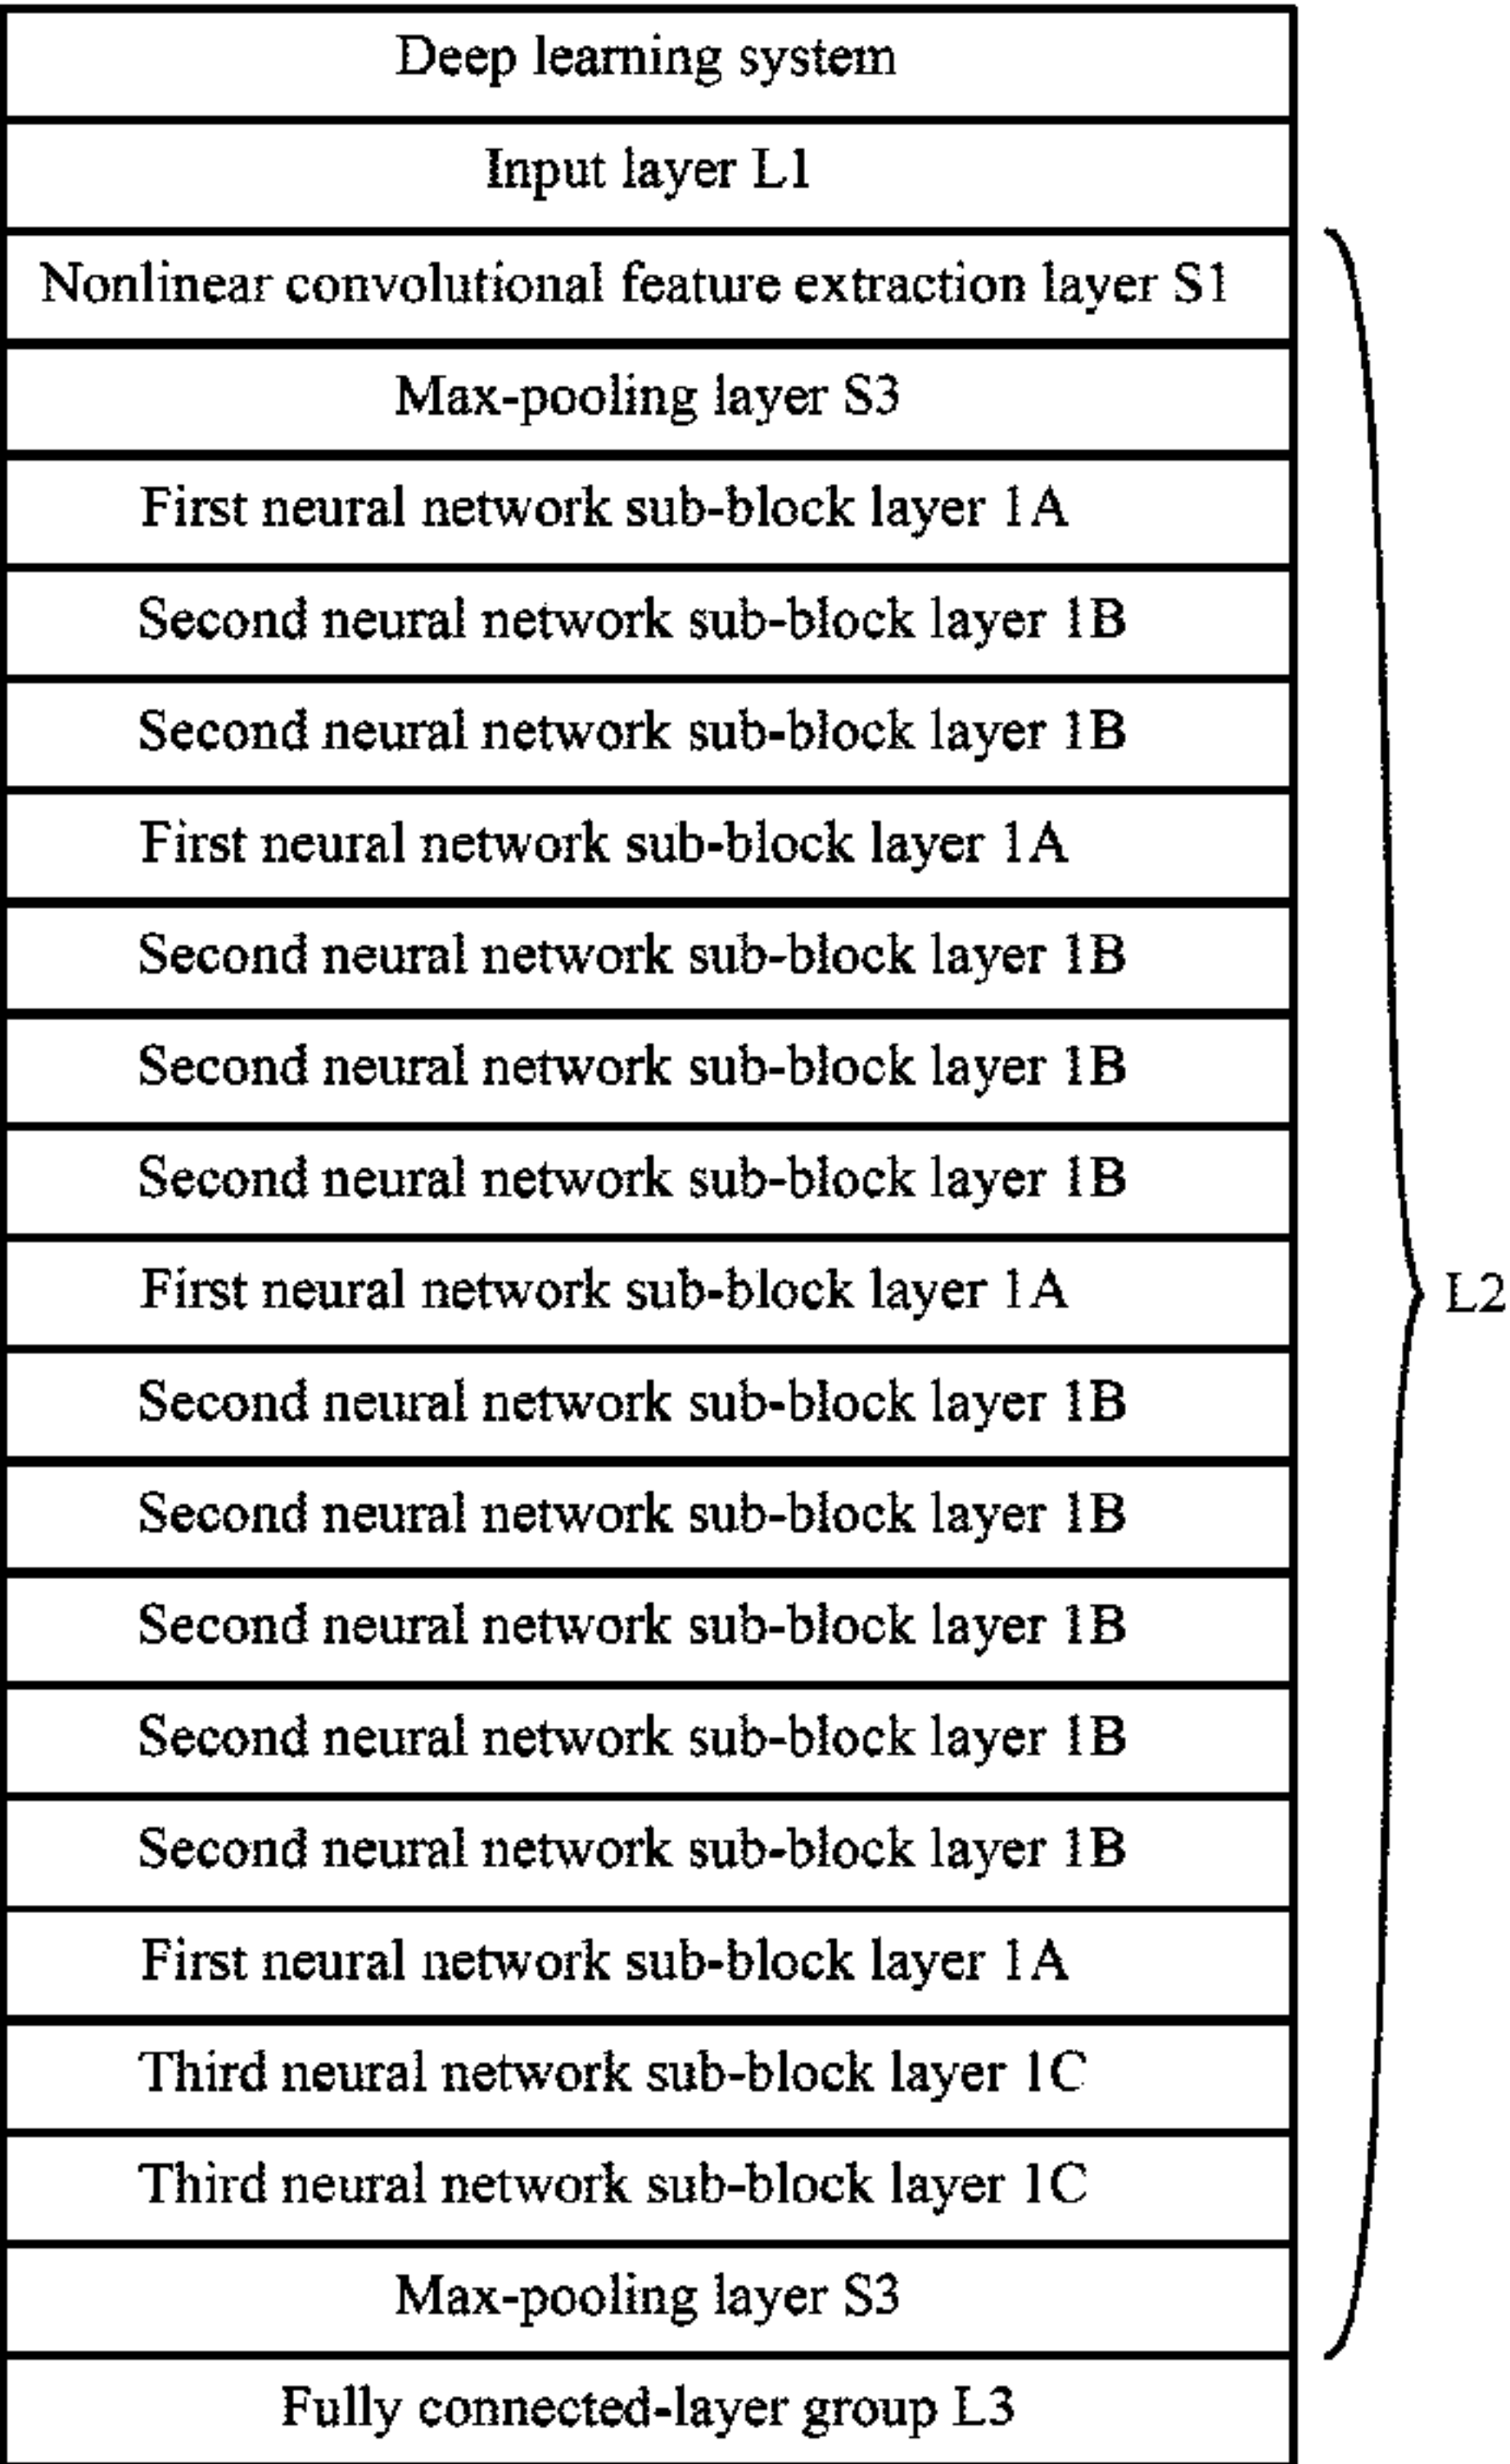 Deep learning system
Input layer L1
Nonlinear convolutional feature extraction layer S1
Max-pooling layer S3
First neural network sub-block layer 1A
Second neural network sub-block layer 1B
Second neural network sub-block layer 1B
First neural network sub-block layer 1A
Second neural network sub-block layer 1B
Second neural network sub-block layer 1B
Second neural network sub-block layer 1B
First neural network sub-block layer 1A
L2
Second neural network sub-block layer 1B
Second neural network sub-block layer 1B
Second neural network sub-block layer 1B
Second neural network sub-block layer 1B
Second neural network sub-block layer 1B
First neural network sub-block layer 1A
Third neural network sub-block layer 1C
Third neural network sub-block layer 1C
Max-pooling layer S3
Fully connected-layer group L3